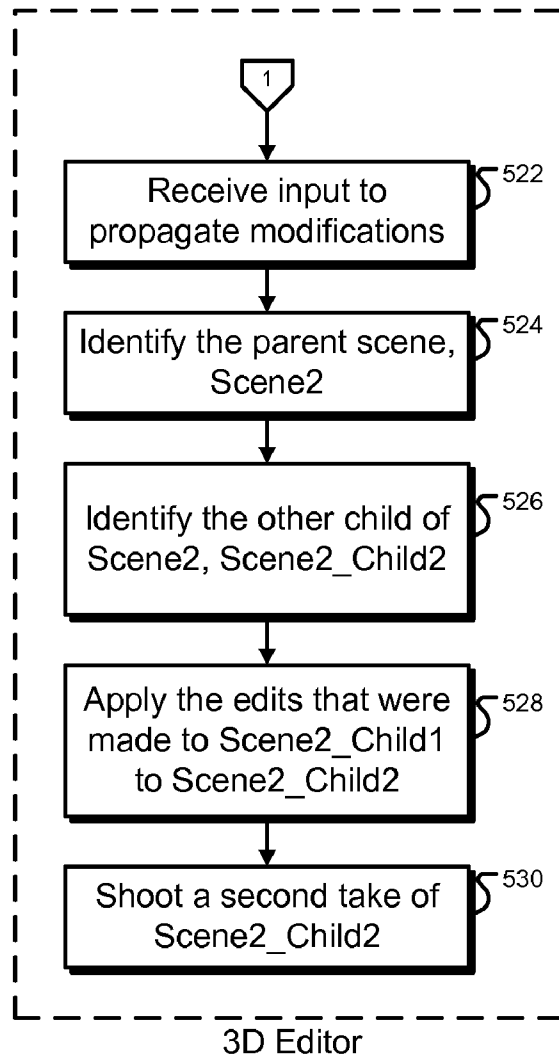 1
Receive input to
propagate modifications
522
Identify the parent scene,
Scene2
524
Identify the other child of
Scene2, Scene2_Child2
526
Apply the edits that were
made to Scene2_Child1
to Scene2_Child2
528
Shoot a second take of
Scene2_Child2
530
3D Editor